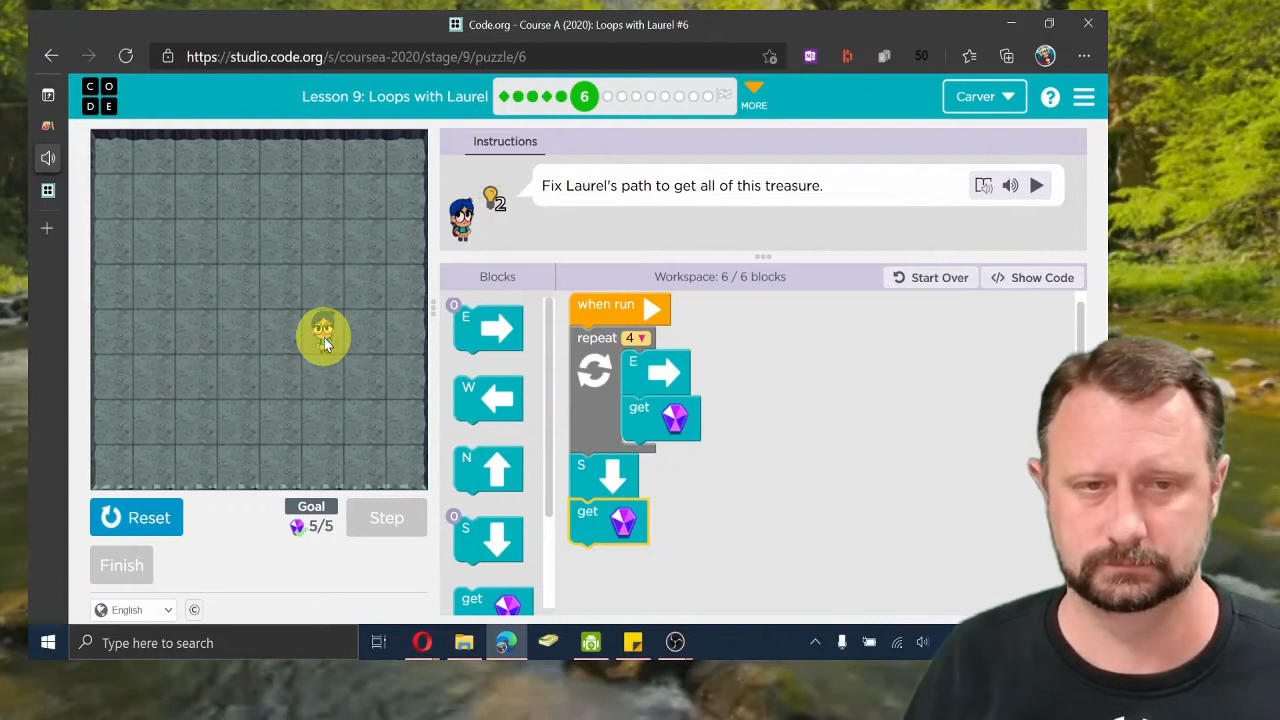 Code.org - Course A (2020): Loops with Laurel #6
https://studio.code.org/s/coursea-2020/stage/9/puzzle/6
50
C O
D E
Lesson 9: Loops with Laurel
6
MORE
Carver
?
Instructions
2
Fix Laurel's path to get all of this treasure.
Blocks
Workspace: 6 / 6 blocks
Start Over
</> Show Code
0
E
W
N
0
S
get
when run
repeat 4
E
get
S
get
Reset
Goal
5/5
Step
Finish
English
©
Type here to search